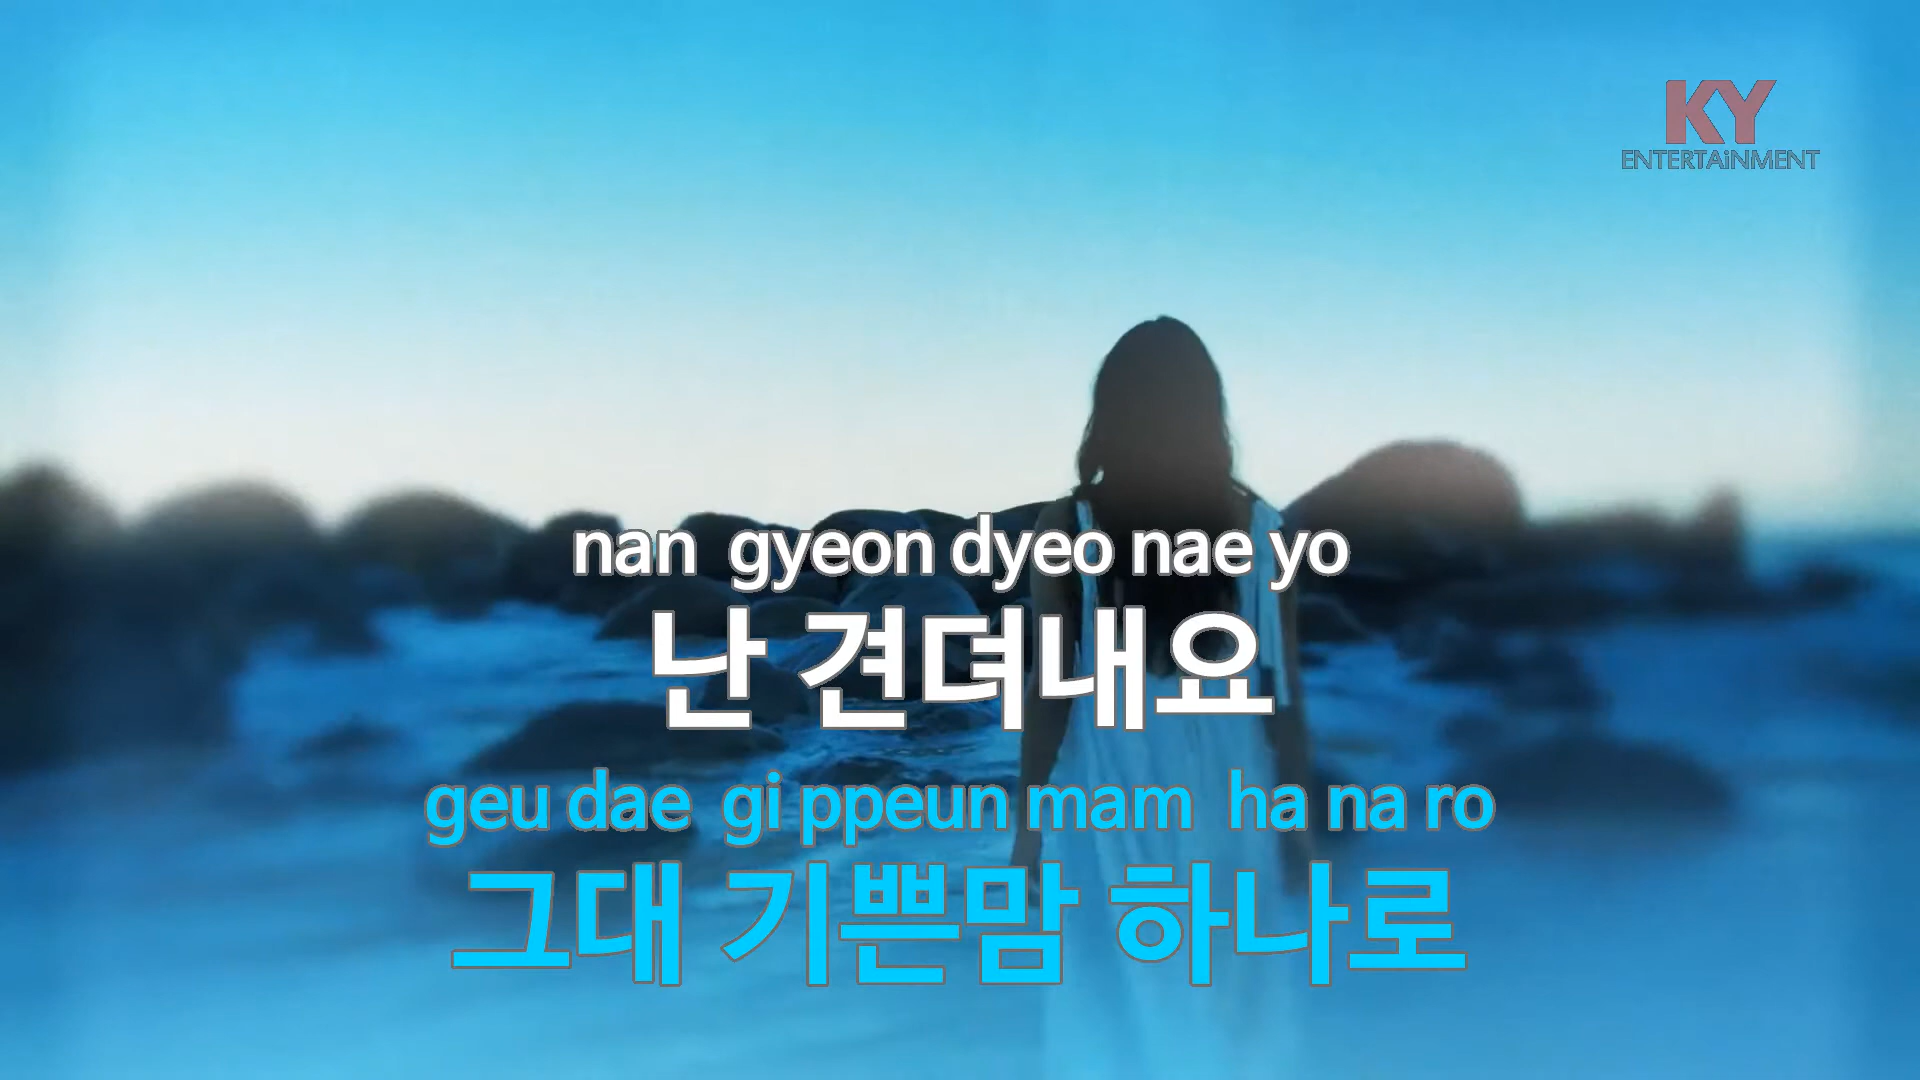 KY
ENTERTAiNMENT
nan gyeon dyeo nae yo
난 견뎌내요
geu dae gi ppeun mam ha na ro
그대 기쁜맘 하나로